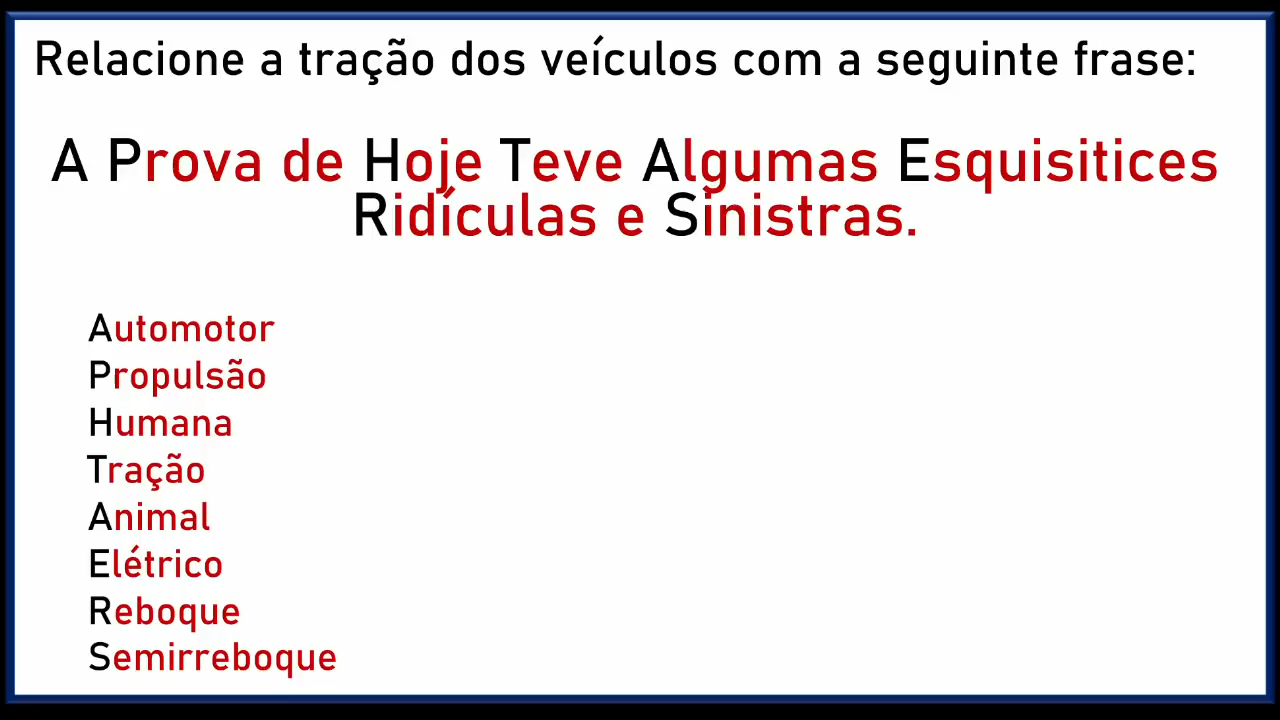 Relacione a tração dos veículos com a seguinte frase:
A Prova de Hoje Teve Algumas Esquisitices
Ridículas e Sinistras.
Automotor
Propulsão
Humana
Tração
Animal
Elétrico
Reboque
Semirreboque